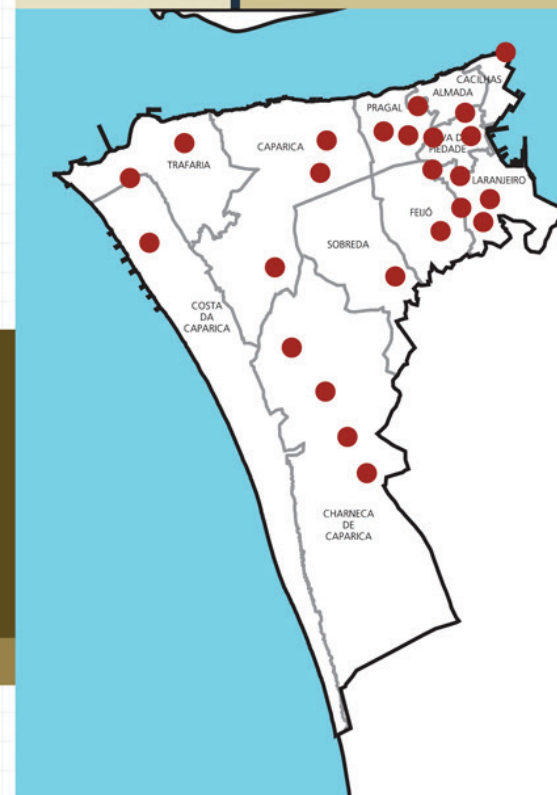 CACILHAS
ALMADA
PRAGAL
PIEDADE
CAPARICA
TRAFARIA
LARANJEIRO
FEIJÓ
SOBREDA
COSTA
DA
CAPARICA
CHARNECA
DE
CAPARICA